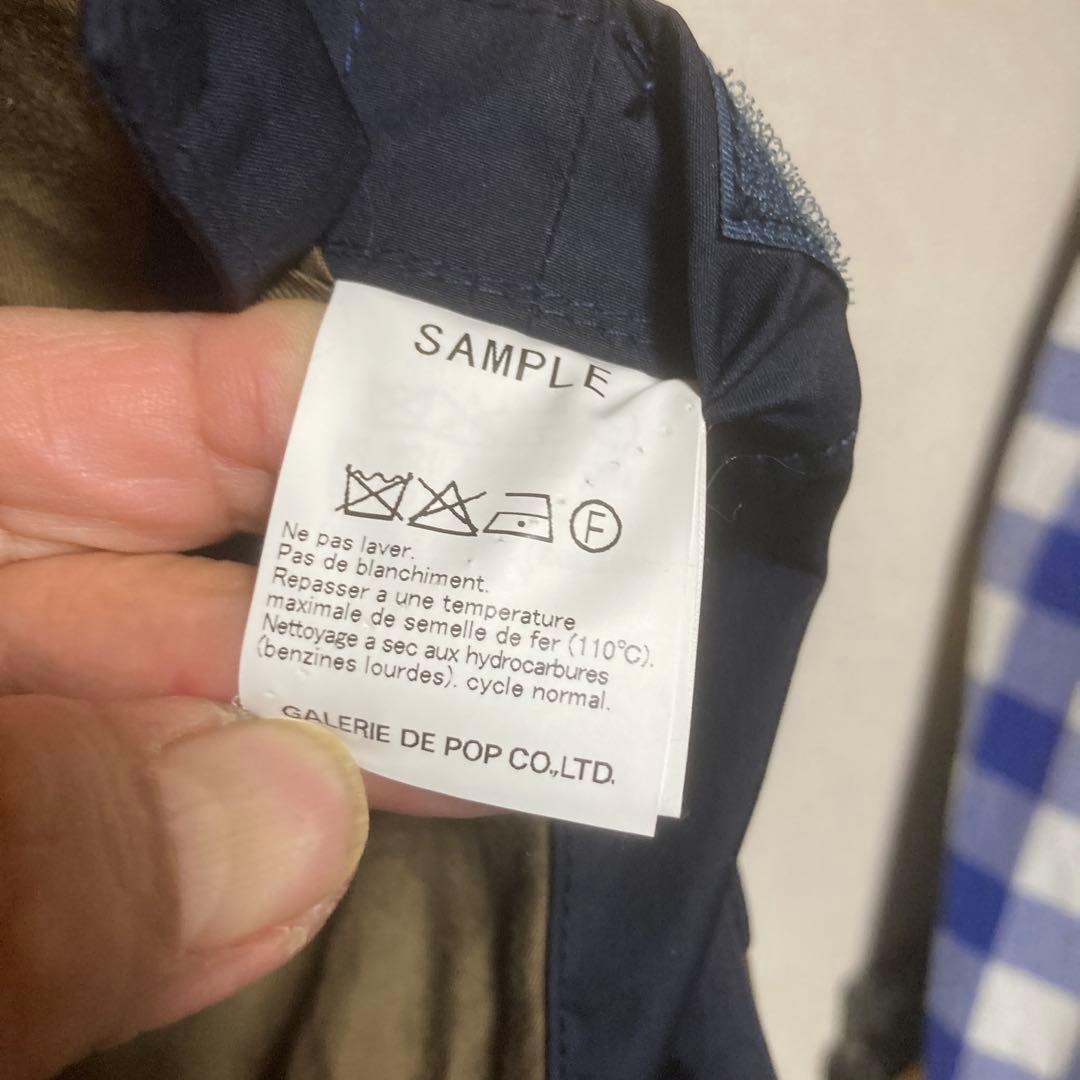 SAMPLE
F
Ne pas laver.
Pas de blanchiment.
Repasser a une temperature
maximale de semelle de fer (110°C).
Nettoyage a sec aux hydrocarbures
(benzines lourdes). cycle normal.
GALERIE DE POP CO.,LTD.